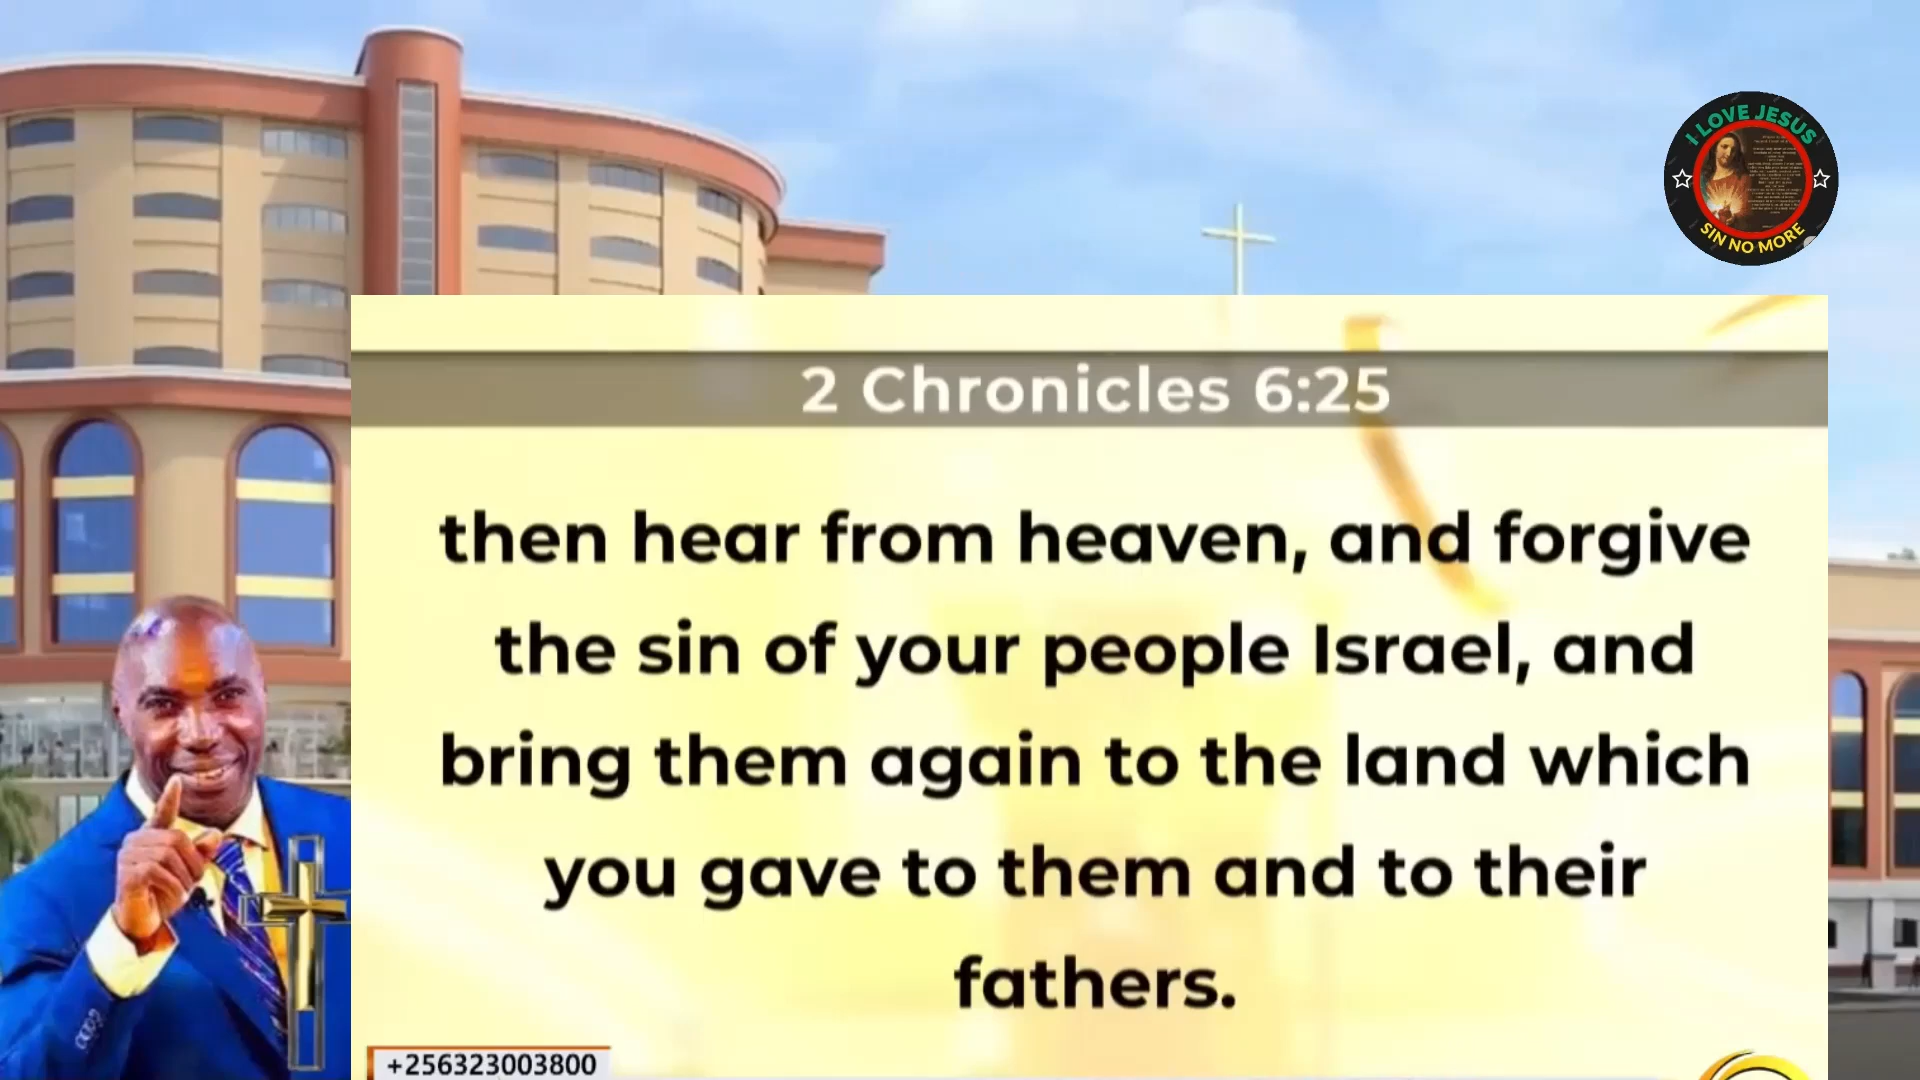 I LOVE JESUS
SIN NO MORE
2 Chronicles 6:25
then hear from heaven, and forgive
the sin of your people Israel, and
bring them again to the land which
you gave to them and to their
fathers.
+256323003800